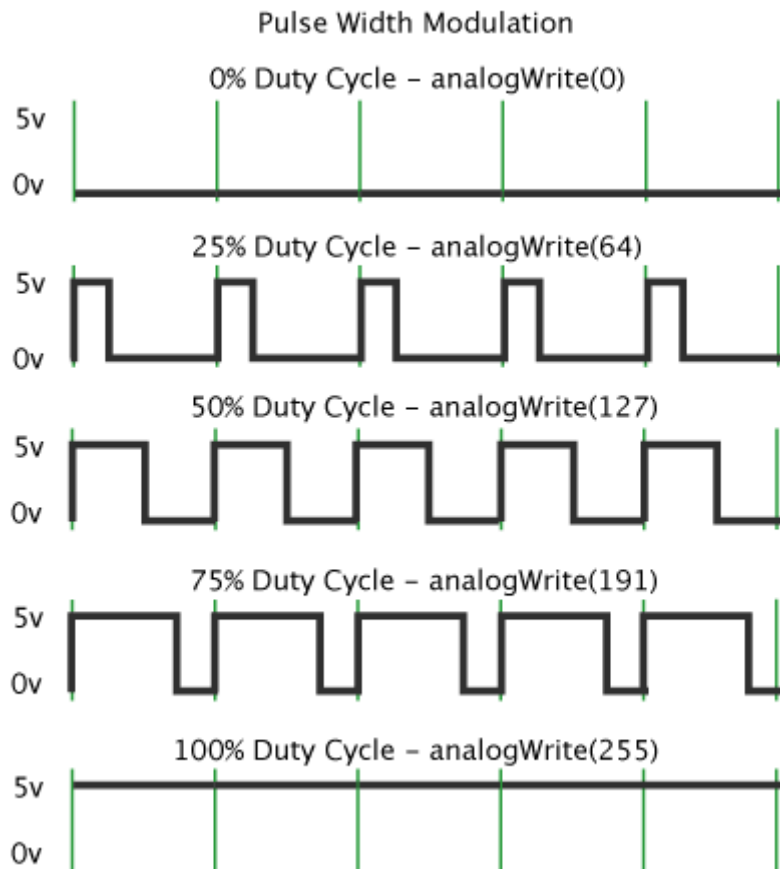 Pulse Width Modulation
0% Duty Cycle – analogWrite(0)
5v
0v
25% Duty Cycle – analogWrite(64)
5v
0v
50% Duty Cycle – analogWrite(127)
5v
0v
75% Duty Cycle – analogWrite(191)
5v
0v
100% Duty Cycle – analogWrite(255)
5v
0v